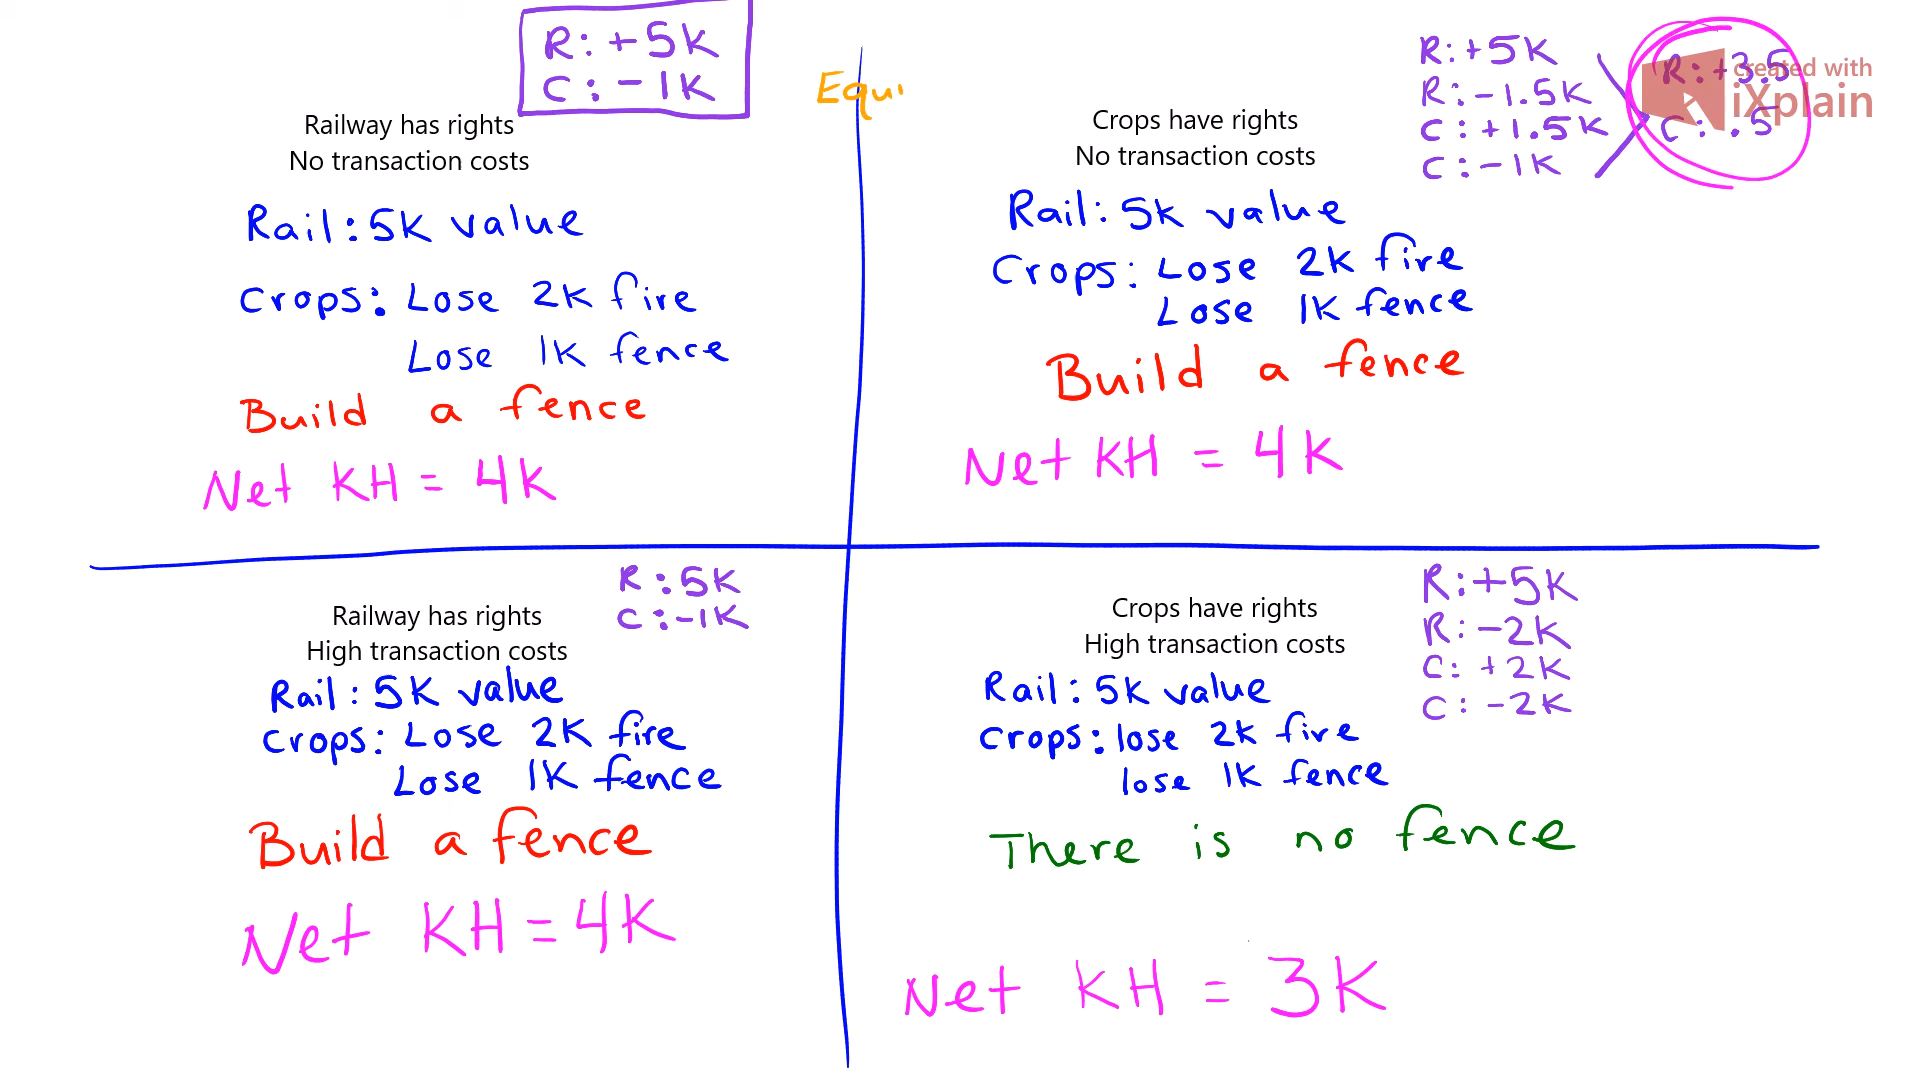 R: +5K
C: -1K
Equi
Railway has rights
No transaction costs
Rail: 5K value
Crops: Lose 2K fire
Lose 1K fence
Build a fence
Net KH = 4K
R: +5K
R: -1.5K
C: +1.5K
C: -1K
R: +3.5
C: .5
created with
iXplain
Crops have rights
No transaction costs
Rail: 5K value
Crops: Lose 2K fire
Lose 1K fence
Build a fence
Net KH = 4K
R: 5K
C: -1K
Railway has rights
High transaction costs
Rail: 5K value
Crops: Lose 2K fire
Lose 1K fence
Build a fence
Net KH = 4K
R: +5K
R: -2K
C: +2K
C: -2K
Crops have rights
High transaction costs
Rail: 5K value
Crops: lose 2K fire
lose 1K fence
There is no fence
Net KH = 3K